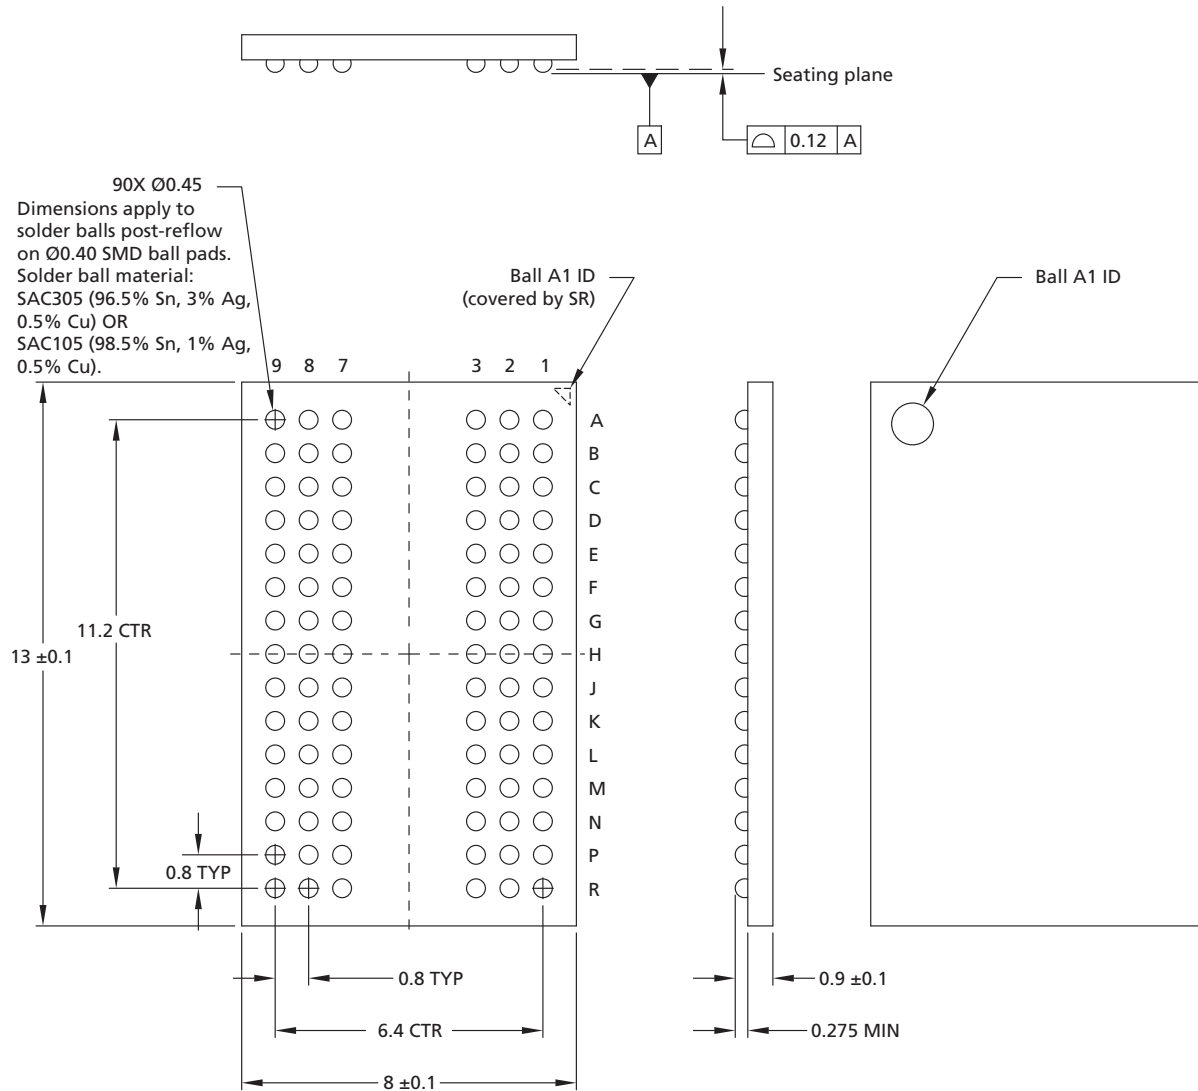 Seating plane
A
0.12 A
90X Ø0.45
Dimensions apply to
solder balls post-reflow
on Ø0.40 SMD ball pads.
Solder ball material:
SAC305 (96.5% Sn, 3% Ag,
0.5% Cu) OR
SAC105 (98.5% Sn, 1% Ag,
0.5% Cu).
Ball A1 ID
(covered by SR)
Ball A1 ID
9 8 7 3 2 1
A
B
C
D
E
F
G
H
J
K
L
M
N
P
R
11.2 CTR
13 ±0.1
0.8 TYP
0.8 TYP
0.9 ±0.1
6.4 CTR
0.275 MIN
8 ±0.1